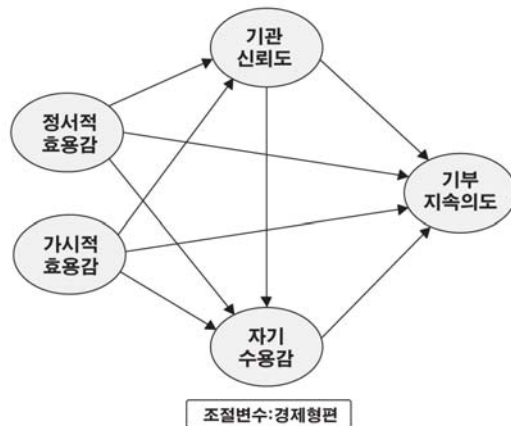 기관
신뢰도
정서적
효용감
기부
지속의도
가시적
효용감
자기
수용감
조절변수:경제형편